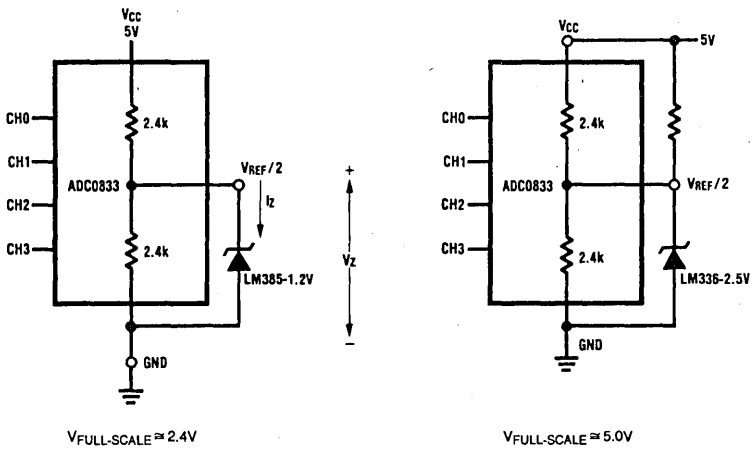 VCC
5V
2.4k
CH0
CH1
ADC0833
VREF/2
IZ
CH2
CH3
2.4k
LM385-1.2V
GND
+
VZ
–
VFULL-SCALE ≅ 2.4V
VCC
5V
2.4k
CH0
CH1
ADC0833
VREF/2
CH2
CH3
2.4k
LM336-2.5V
GND
VFULL-SCALE ≅ 5.0V